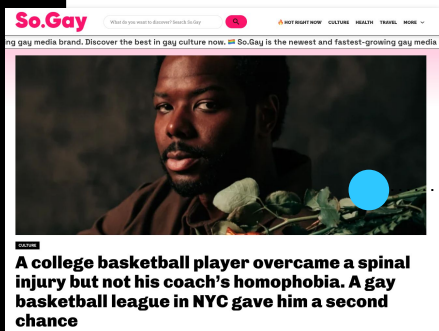 So.Gay
What do you want to discover? Search So.Gay
🔥HOT RIGHT NOW CULTURE HEALTH TRAVEL MORE
ng gay media brand. Discover the best in gay culture now. 🏳️‍🌈 So.Gay is the newest and fastest-growing gay media
CULTURE
A college basketball player overcame a spinal
injury but not his coach's homophobia. A gay
basketball league in NYC gave him a second
chance